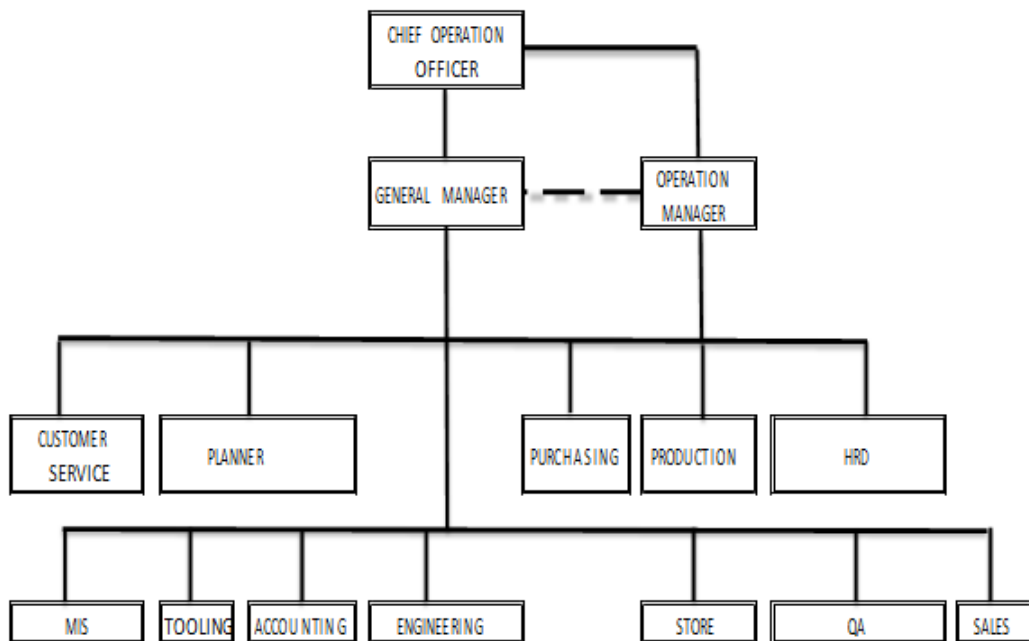 CHIEF OPERATION
OFFICER
GENERAL MANAGER
OPERATION
MANAGER
CUSTOMER
SERVICE
PLANNER
PURCHASING
PRODUCTION
HRD
MIS
TOOLING
ACCOUNTING
ENGINEERING
STORE
QA
SALES